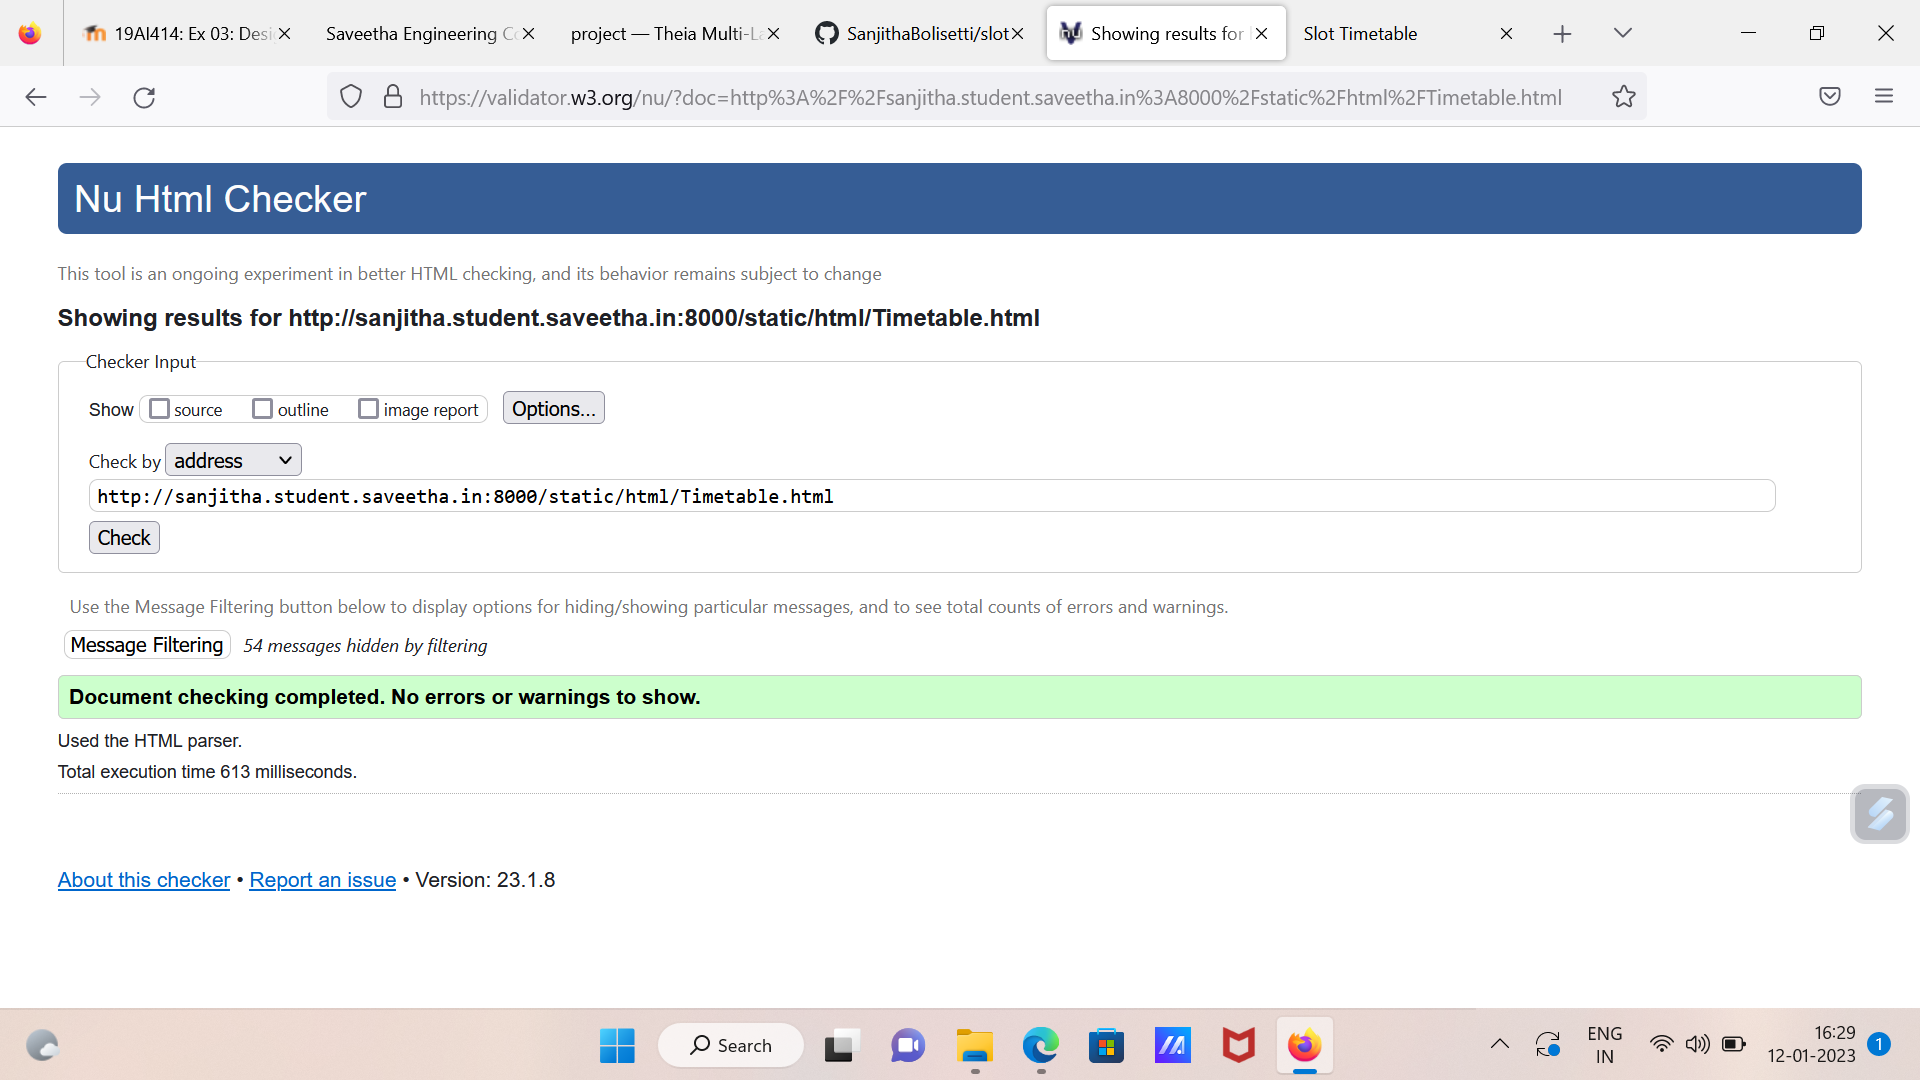 19AI414: Ex 03: Desi
Saveetha Engineering Co
project — Theia Multi-La
SanjithaBolisetti/slot
Showing results for
Slot Timetable
https://validator.w3.org/nu/?doc=http%3A%2F%2Fsanjitha.student.saveetha.in%3A8000%2Fstatic%2Fhtml%2FTimetable.html
Nu Html Checker
This tool is an ongoing experiment in better HTML checking, and its behavior remains subject to change
Showing results for http://sanjitha.student.saveetha.in:8000/static/html/Timetable.html
Checker Input
Show source outline image report Options...
Check by address
http://sanjitha.student.saveetha.in:8000/static/html/Timetable.html
Check
Use the Message Filtering button below to display options for hiding/showing particular messages, and to see total counts of errors and warnings.
Message Filtering 54 messages hidden by filtering
Document checking completed. No errors or warnings to show.
Used the HTML parser.
Total execution time 613 milliseconds.
About this checker • Report an issue • Version: 23.1.8
Search
ENG
IN
16:29
12-01-2023
1